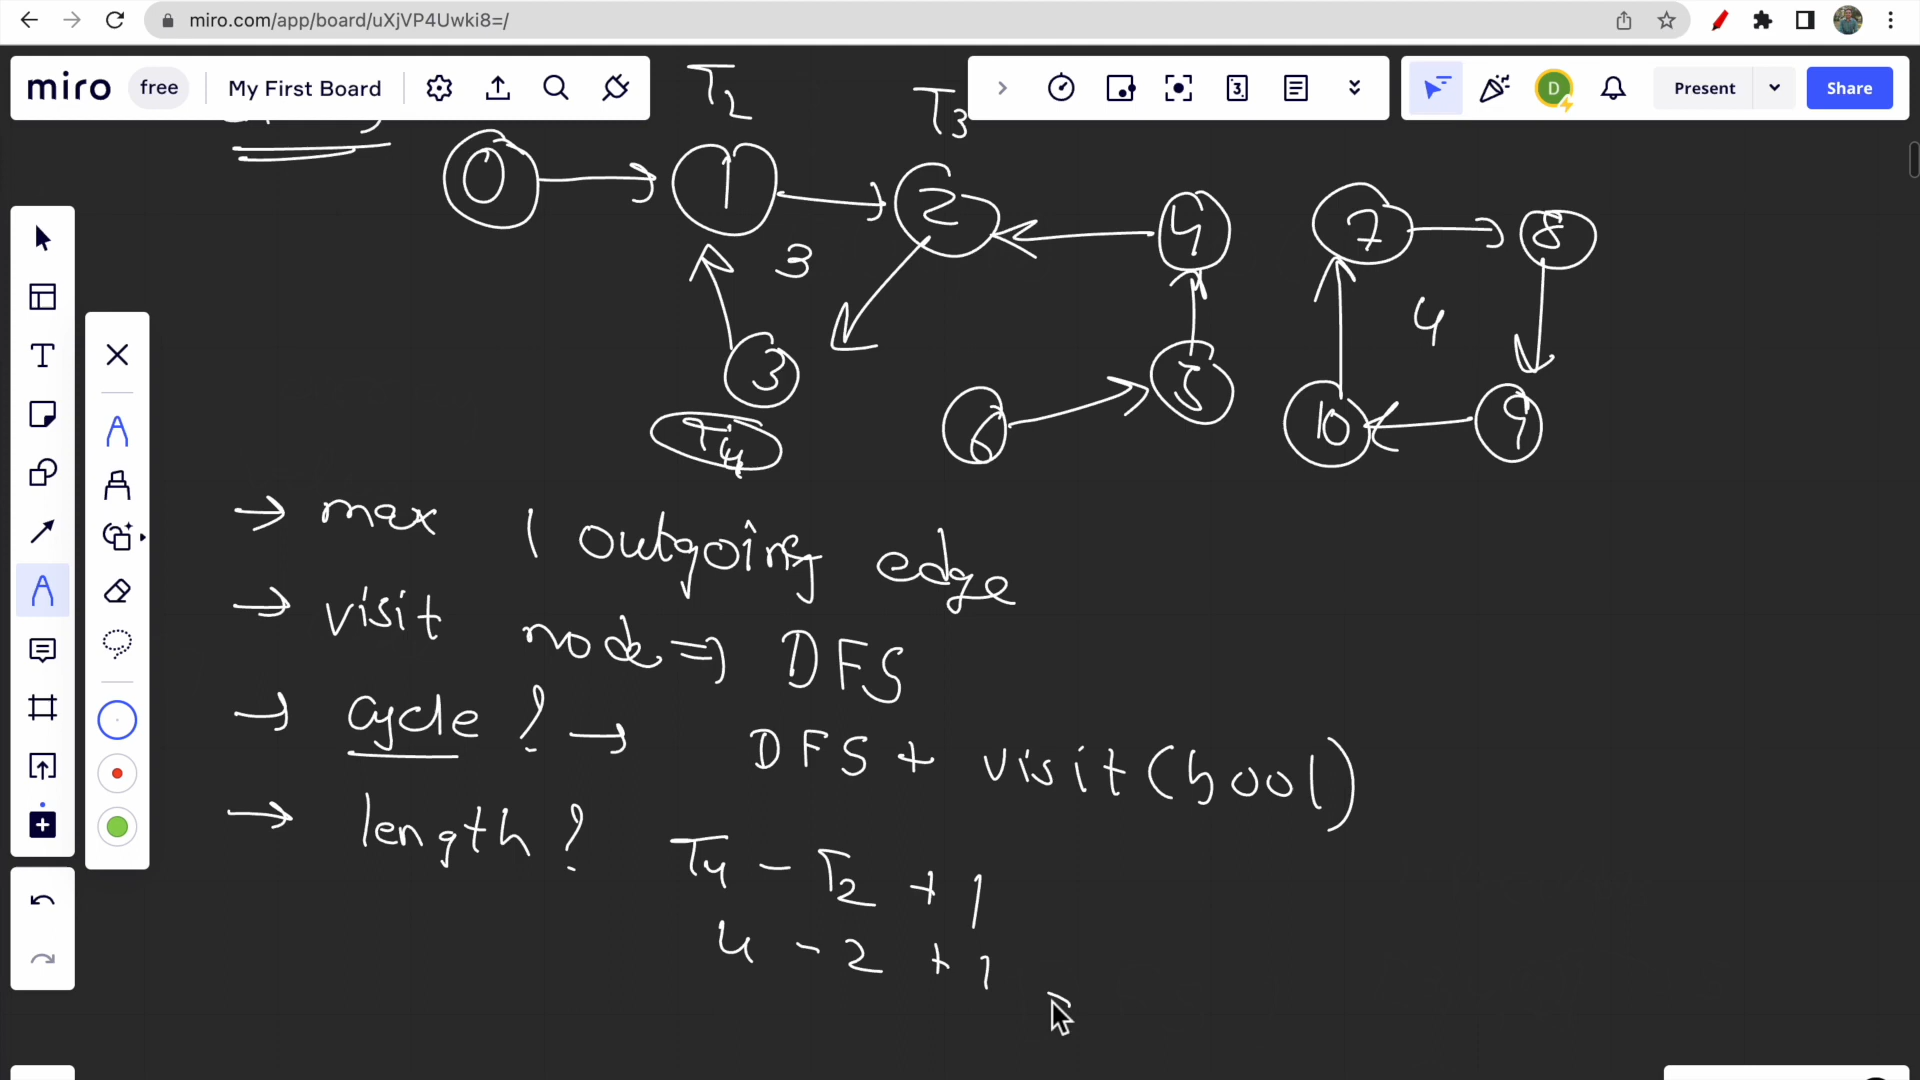 miro.com/app/board/uXjVP4Uwki8=/
miro free My First Board
Present
Share
D
3
T
T2
T3
0
1
2
4
7
8
3
3
4
5
6
10
9
T4
→ max 1 outgoing edge
→ visit node => DFS
→ cycle ? → DFS + visit (bool)
→ length ? T4 - T2 + 1
4 - 2 + 1